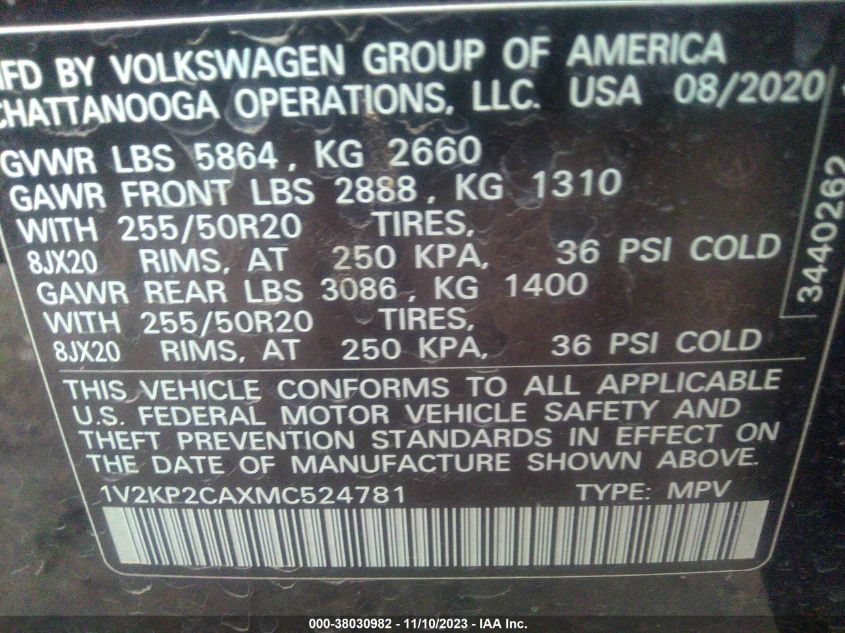 MFD BY VOLKSWAGEN GROUP OF AMERICA
CHATTANOOGA OPERATIONS, LLC. USA 08/2020
GVWR LBS 5864, KG 2660
GAWR FRONT LBS 2888, KG 1310
WITH 255/50R20 TIRES,
8JX20 RIMS, AT 250 KPA, 36 PSI COLD
GAWR REAR LBS 3086, KG 1400
WITH 255/50R20 TIRES,
8JX20 RIMS, AT 250 KPA, 36 PSI COLD
3440262
THIS VEHICLE CONFORMS TO ALL APPLICABLE
U.S. FEDERAL MOTOR VEHICLE SAFETY AND
THEFT PREVENTION STANDARDS IN EFFECT ON
THE DATE OF MANUFACTURE SHOWN ABOVE.
1V2KP2CAXMC524781 TYPE: MPV
000-38030982 - 11/10/2023 - IAA Inc.